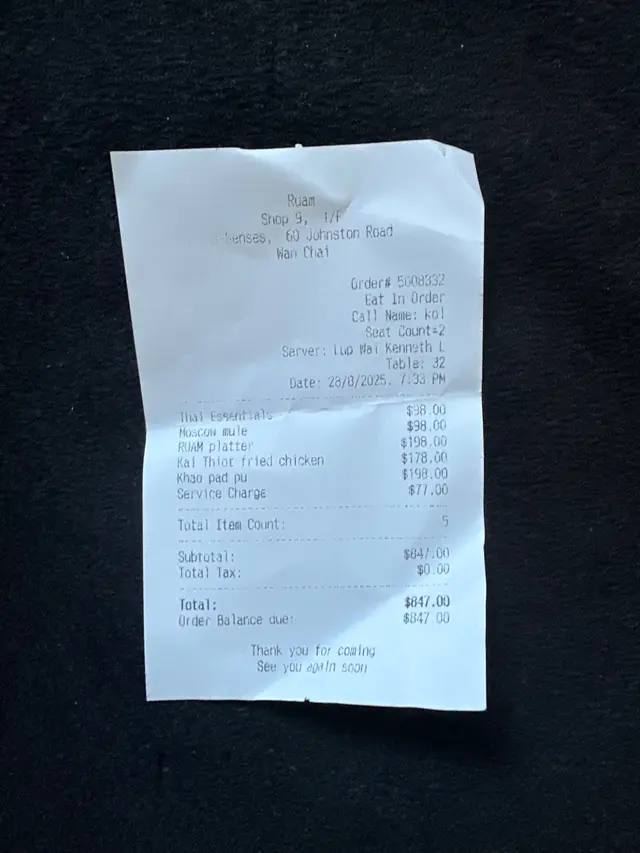 Ruam
Shop 9, 1/F
enses, 60 Johnston Road
Wan Chai
Order# 5008332
Eat In Order
Call Name: kol
Seat Count=2
Server: Lup Wai Kenneth L
Table: 32
Date: 28/8/2025, 7:33 PM
Thai Essentials $98.00
Moscow mule $98.00
RUAM platter $198.00
Kai Thiot fried chicken $178.00
Khao pad pu $198.00
Service Charge $77.00
Total Item Count: 5
Subtotal: $847.00
Total Tax: $0.00
Total: $847.00
Order Balance due: $847.00
Thank you for coming
See you again soon